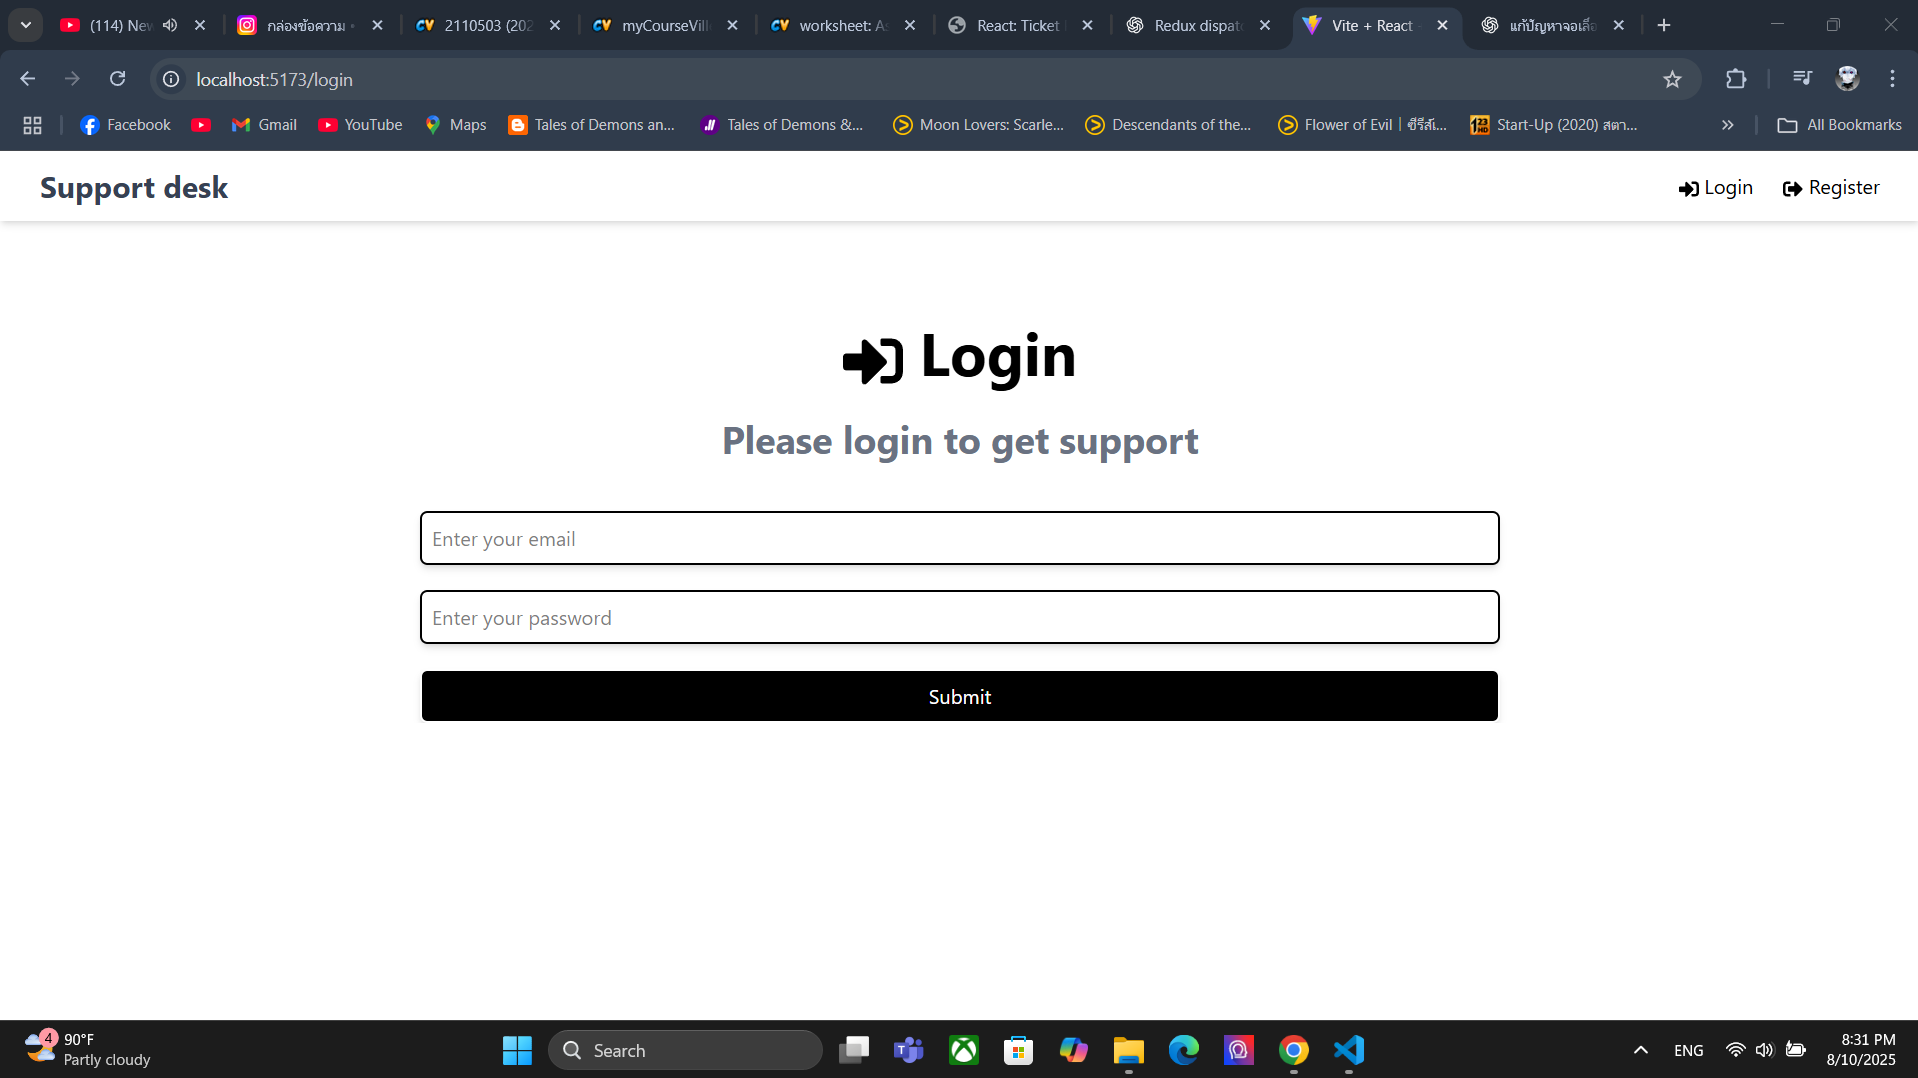 (114) Nev
กล่องข้อความ •
2110503 (202
myCourseVill
worksheet: As
React: Ticket
Redux dispat
Vite + React
แก้ปัญหาจอเลื่อ
localhost:5173/login
Facebook
Gmail
YouTube
Maps
Tales of Demons an...
Tales of Demons &...
Moon Lovers: Scarle...
Descendants of the...
Flower of Evil | ซีรีส์เ...
Start-Up (2020) สตา...
All Bookmarks
Support desk
Login
Register
Login
Please login to get support
Enter your email
Enter your password
Submit
4
90°F
Partly cloudy
Search
ENG
8:31 PM
8/10/2025